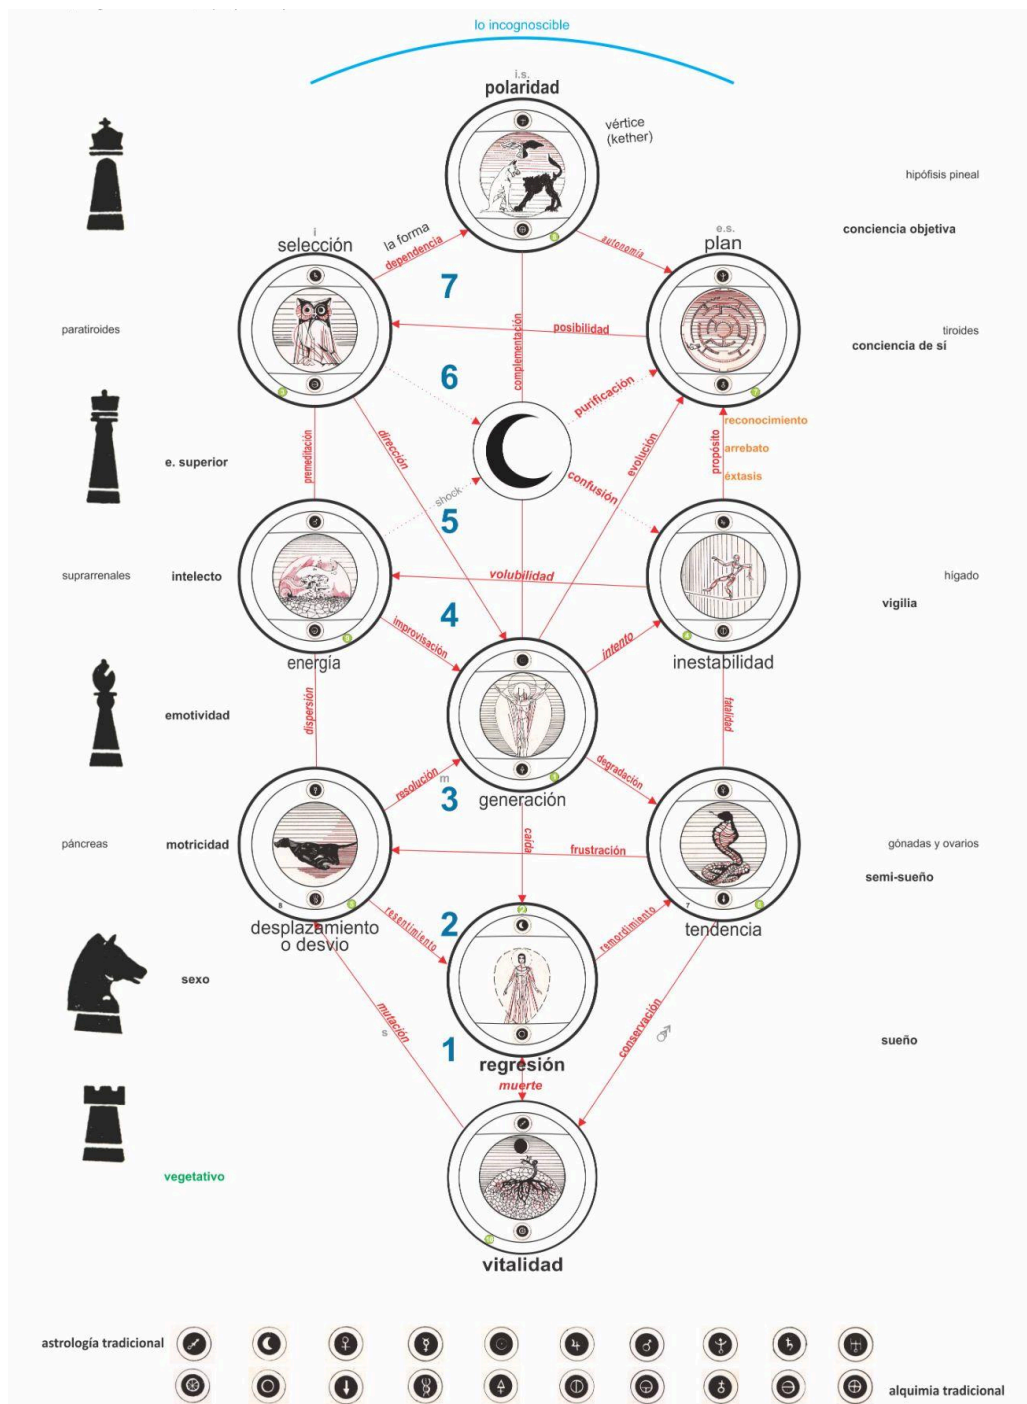 lo incognoscible
i.s.
polaridad
vértice
(kether)
hipófisis pineal
conciencia objetiva
i
selección
la forma
dependencia
autonomía
e.s.
plan
7
posibilidad
paratiroides
tiroides
conciencia de sí
complementación
6
purificación
reconocimiento
arrebato
éxtasis
propósito
premeditación
dirección
evolución
e. superior
shock
confusión
5
volubilidad
suprarrenales
intelecto
hígado
vigilia
4
improvisación
intento
energía
inestabilidad
dispersión
fatalidad
emotividad
resolución
m
degradación
3
generación
caída
frustración
páncreas
motricidad
gónadas y ovarios
semi-sueño
8
7
desplazamiento
o desvio
tendencia
2
resentimiento
remordimiento
2
sexo
mutación
s
conservación
sueño
1
regresión
muerte
vegetativo
vitalidad
astrología tradicional
alquimia tradicional